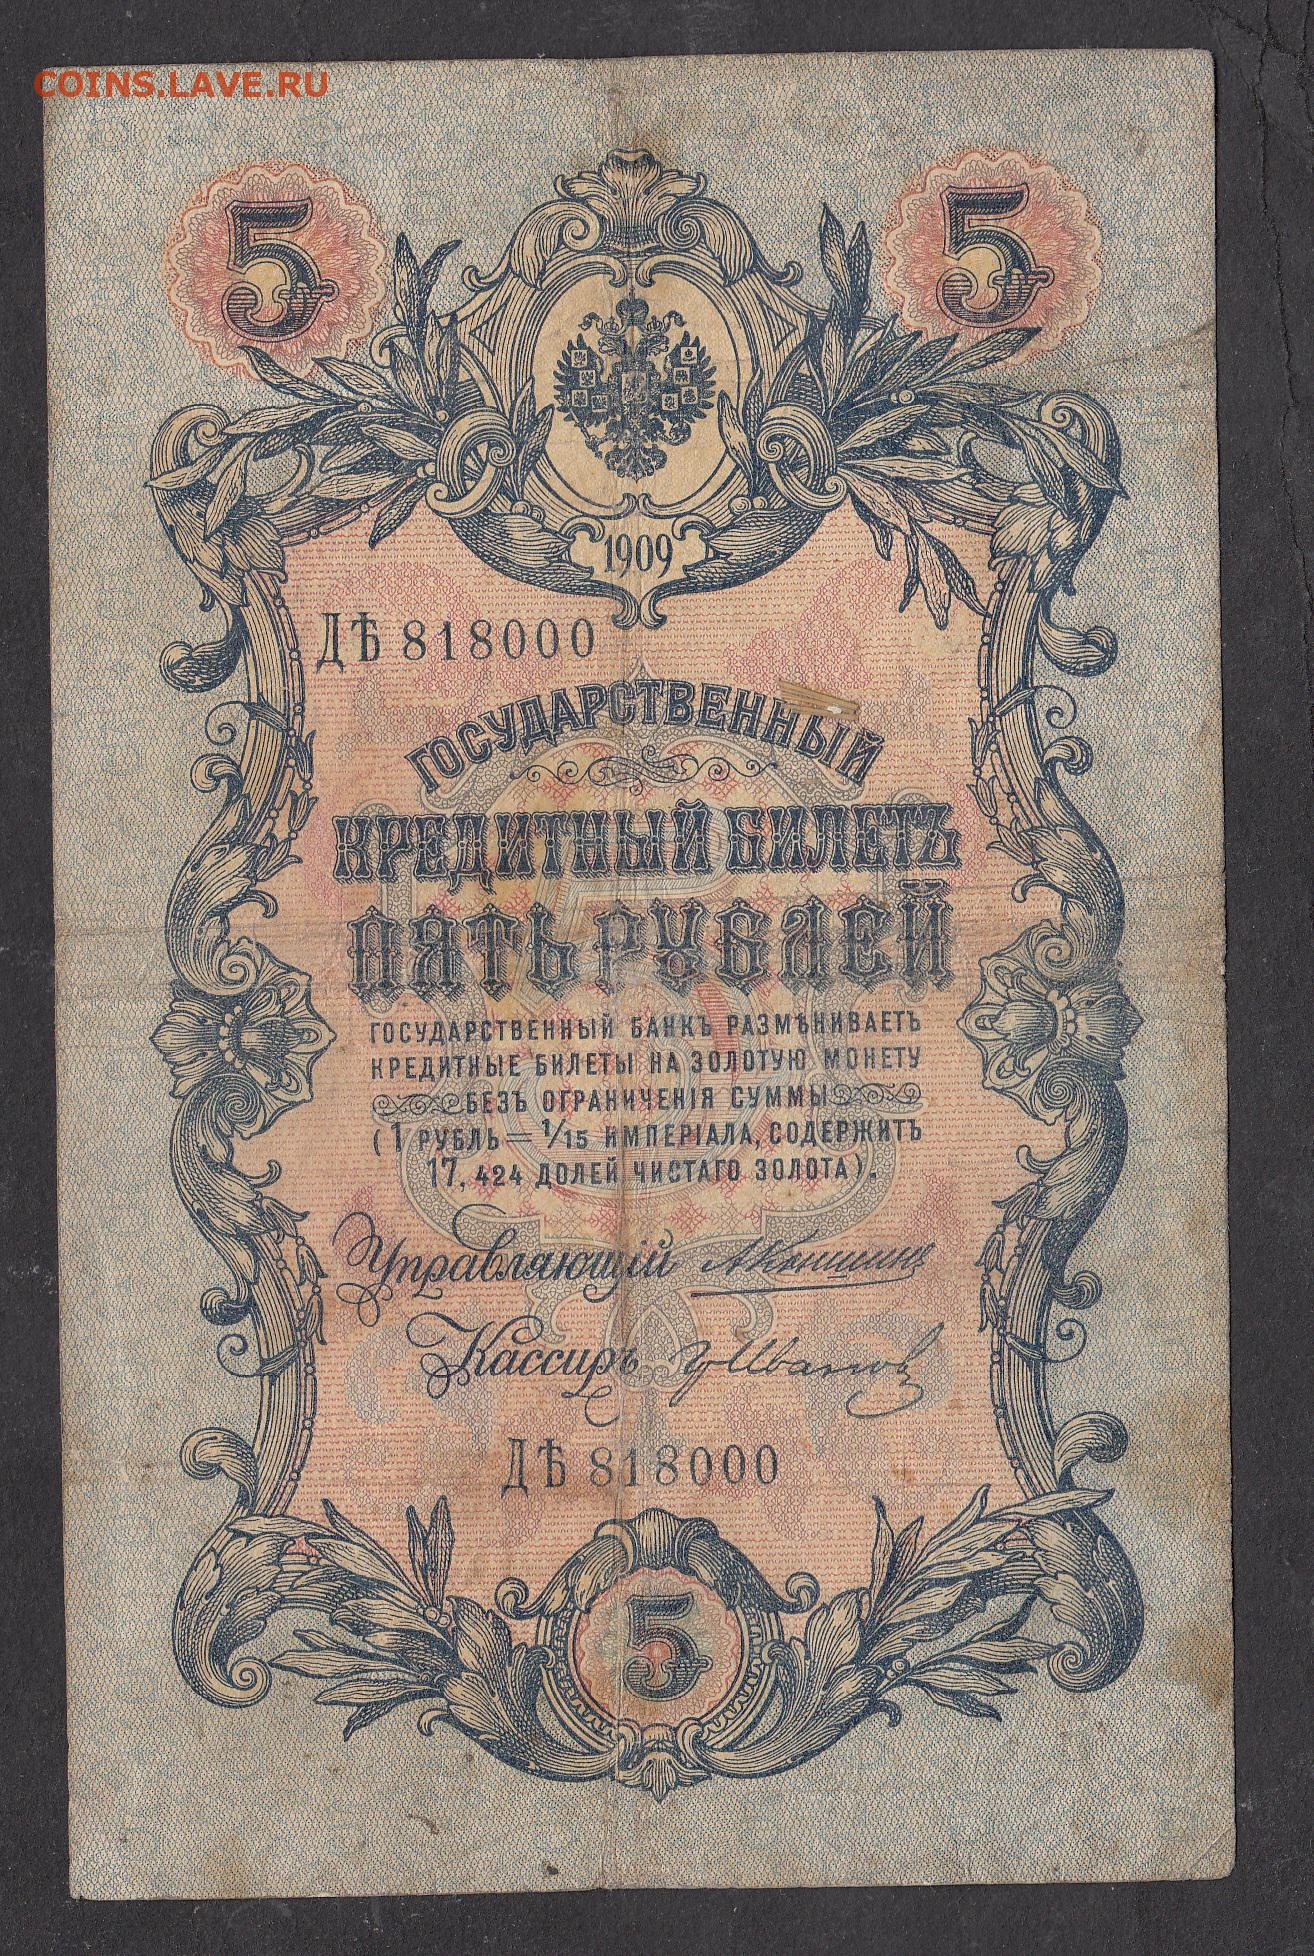 COINS.LAVE.RU
5 5
1909
ДѢ 818000
ГОСУДАРСТВЕННЫЙ
КРЕДИТНЫЙ БИЛЕТЪ
ПЯТЬ РУБЛЕЙ
ГОСУДАРСТВЕННЫЙ БАНКЪ РАЗМѢНИВАЕТЪ
КРЕДИТНЫЕ БИЛЕТЫ НА ЗОЛОТУЮ МОНЕТУ
БЕЗЪ ОГРАНИЧЕНІЯ СУММЫ
(1 РУБЛЬ = 1/15 ИМПЕРІАЛА, СОДЕРЖИТЪ
17, 424 ДОЛЕЙ ЧИСТАГО ЗОЛОТА).
Управляющій АКоншинъ
Кассиръ ГрИвановъ
ДѢ 818000
5